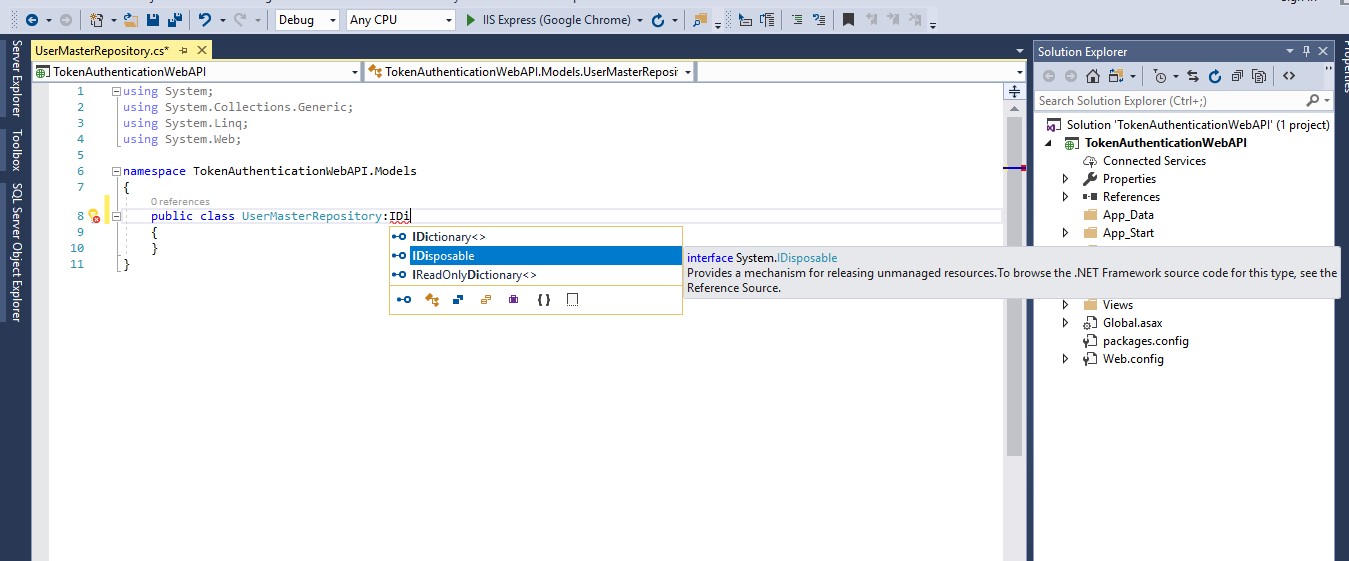 Debug
Any CPU
IIS Express (Google Chrome)
UserMasterRepository.cs*
TokenAuthenticationWebAPI
TokenAuthenticationWebAPI.Models.UserMasterReposit
1 using System;
2 using System.Collections.Generic;
3 using System.Linq;
4 using System.Web;
5
6 namespace TokenAuthenticationWebAPI.Models
7 {
0 references
8 public class UserMasterRepository:IDi
9 {
10 }
11 }
IDictionary<>
IDisposable
IReadOnlyDictionary<>
{ }
interface System.IDisposable
Provides a mechanism for releasing unmanaged resources.To browse the .NET Framework source code for this type, see the
Reference Source.
Server Explorer
Toolbox
SQL Server Object Explorer
Solution Explorer
Search Solution Explorer (Ctrl+;)
Solution 'TokenAuthenticationWebAPI' (1 project)
TokenAuthenticationWebAPI
Connected Services
Properties
References
App_Data
App_Start
Views
Global.asax
packages.config
Web.config
Properties